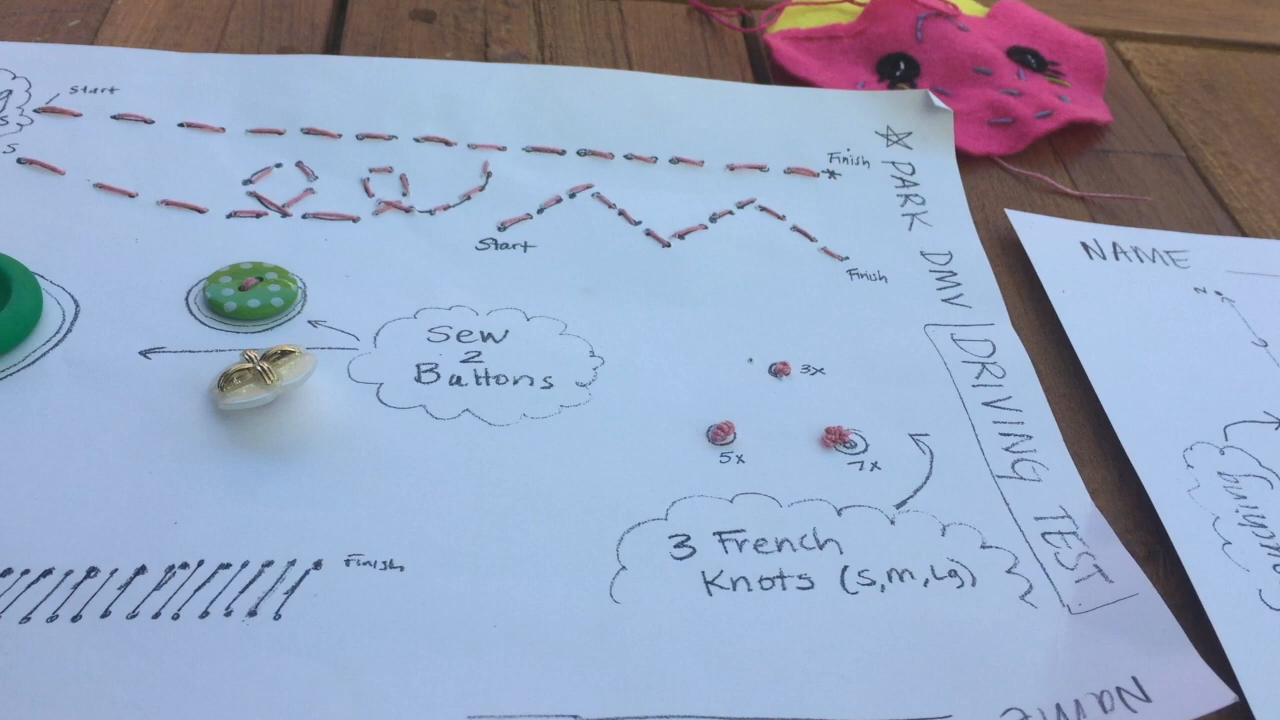 Start
Finish
*
S
Start
Finish
☆ PARK DMV
DRIVING TEST
Sew
2
Buttons
3x
5x
7x
3 French
Knots (S,m,Lg)
Finish
Name
NAME